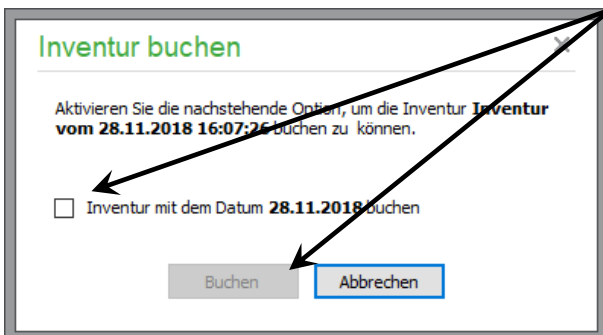 Inventur buchen
Aktivieren Sie die nachstehende Option, um die Inventur Inventur
vom 28.11.2018 16:07:26 buchen zu können.
Inventur mit dem Datum 28.11.2018 buchen
Buchen Abbrechen